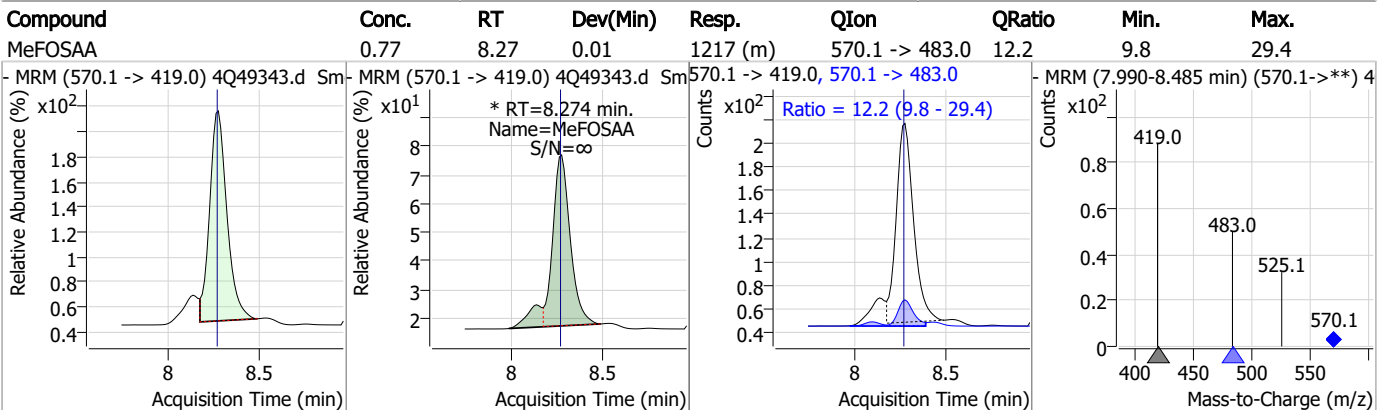 Compound Conc. RT Dev(Min) Resp. QIon QRatio Min. Max.
MeFOSAA 0.77 8.27 0.01 1217 (m) 570.1 -> 483.0 12.2 9.8 29.4
- MRM (570.1 -> 419.0) 4Q49343.d Sm
x10²
Relative Abundance (%)
1.8
1.6
1.4
1.2
1
0.8
0.6
0.4
8 8.5
Acquisition Time (min)
- MRM (570.1 -> 419.0) 4Q49343.d Sm
x10¹
* RT=8.274 min.
Name=MeFOSAA
S/N=∞
Relative Abundance (%)
8
7
6
5
4
3
2
8 8.5
Acquisition Time (min)
570.1 -> 419.0, 570.1 -> 483.0
x10²
Ratio = 12.2 (9.8 - 29.4)
Counts
2
1.8
1.6
1.4
1.2
1
0.8
0.6
0.4
8 8.5
Acquisition Time (min)
- MRM (7.990-8.485 min) (570.1->**) 4
x10²
Counts
419.0
483.0
525.1
570.1
0.8
0.6
0.4
0.2
0
400 450 500 550
Mass-to-Charge (m/z)